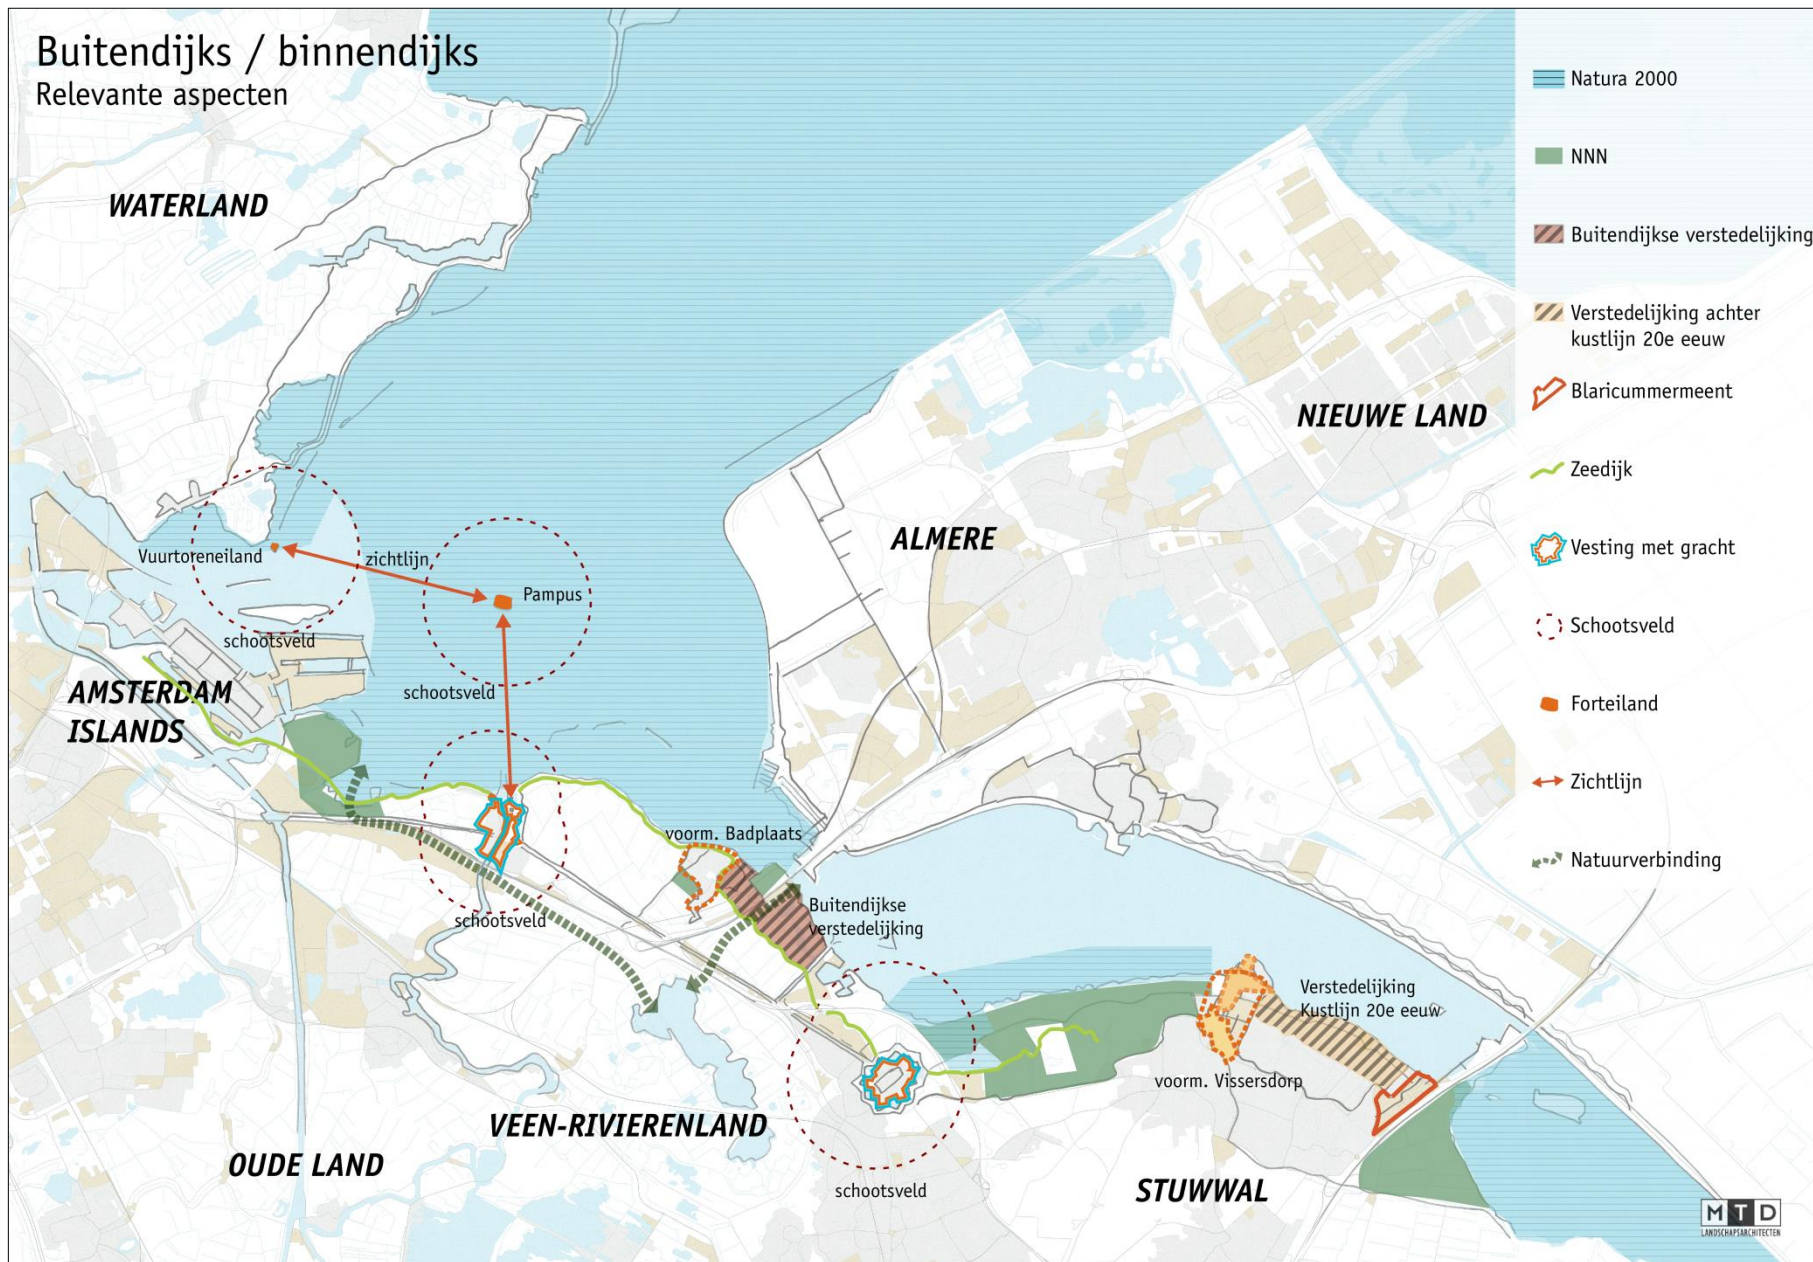 Buitendijks / binnendijks
Relevante aspecten
WATERLAND
NIEUWE LAND
ALMERE
Vuurtoreneiland
zichtlijn
Pampus
schootsveld
schootsveld
AMSTERDAM
ISLANDS
voorm. Badplaats
schootsveld
Buitendijkse
verstedelijking
Verstedelijking
Kustlijn 20e eeuw
voorm. Vissersdorp
VEEN-RIVIERENLAND
OUDE LAND
schootsveld
STUWWAL
Natura 2000
NNN
Buitendijkse verstedelijking
Verstedelijking achter
kustlijn 20e eeuw
Blaricummermeent
Zeedijk
Vesting met gracht
Schootsveld
Forteiland
Zichtlijn
Natuurverbinding
MTD
LANDSCHAPSARCHITECTEN